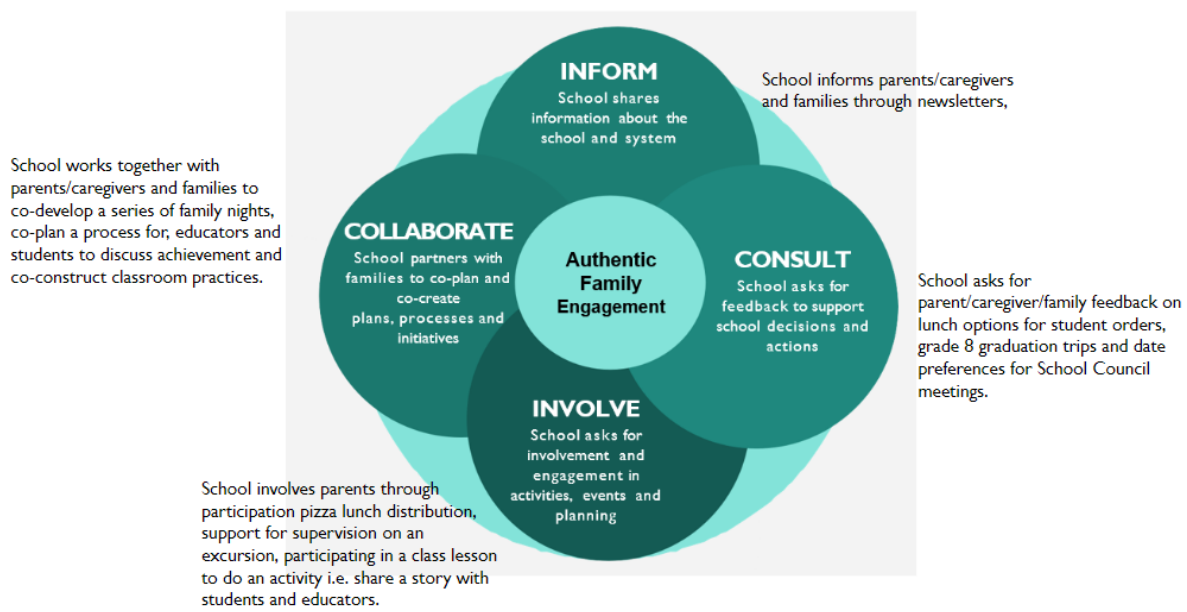 INFORM
School shares
information about the
school and system
School informs parents/caregivers
and families through newsletters,
School works together with
parents/caregivers and families to
co-develop a series of family nights,
co-plan a process for, educators and
students to discuss achievement and
co-construct classroom practices.
COLLABORATE
School partners with
families to co-plan and
co-create
plans, processes and
initiatives
Authentic
Family
Engagement
CONSULT
School asks for
feedback to support
school decisions and
actions
School asks for
parent/caregiver/family feedback on
lunch options for student orders,
grade 8 graduation trips and date
preferences for School Council
meetings.
INVOLVE
School asks for
involvement and
engagement in
activities, events and
planning
School involves parents through
participation pizza lunch distribution,
support for supervision on an
excursion, participating in a class lesson
to do an activity i.e. share a story with
students and educators.